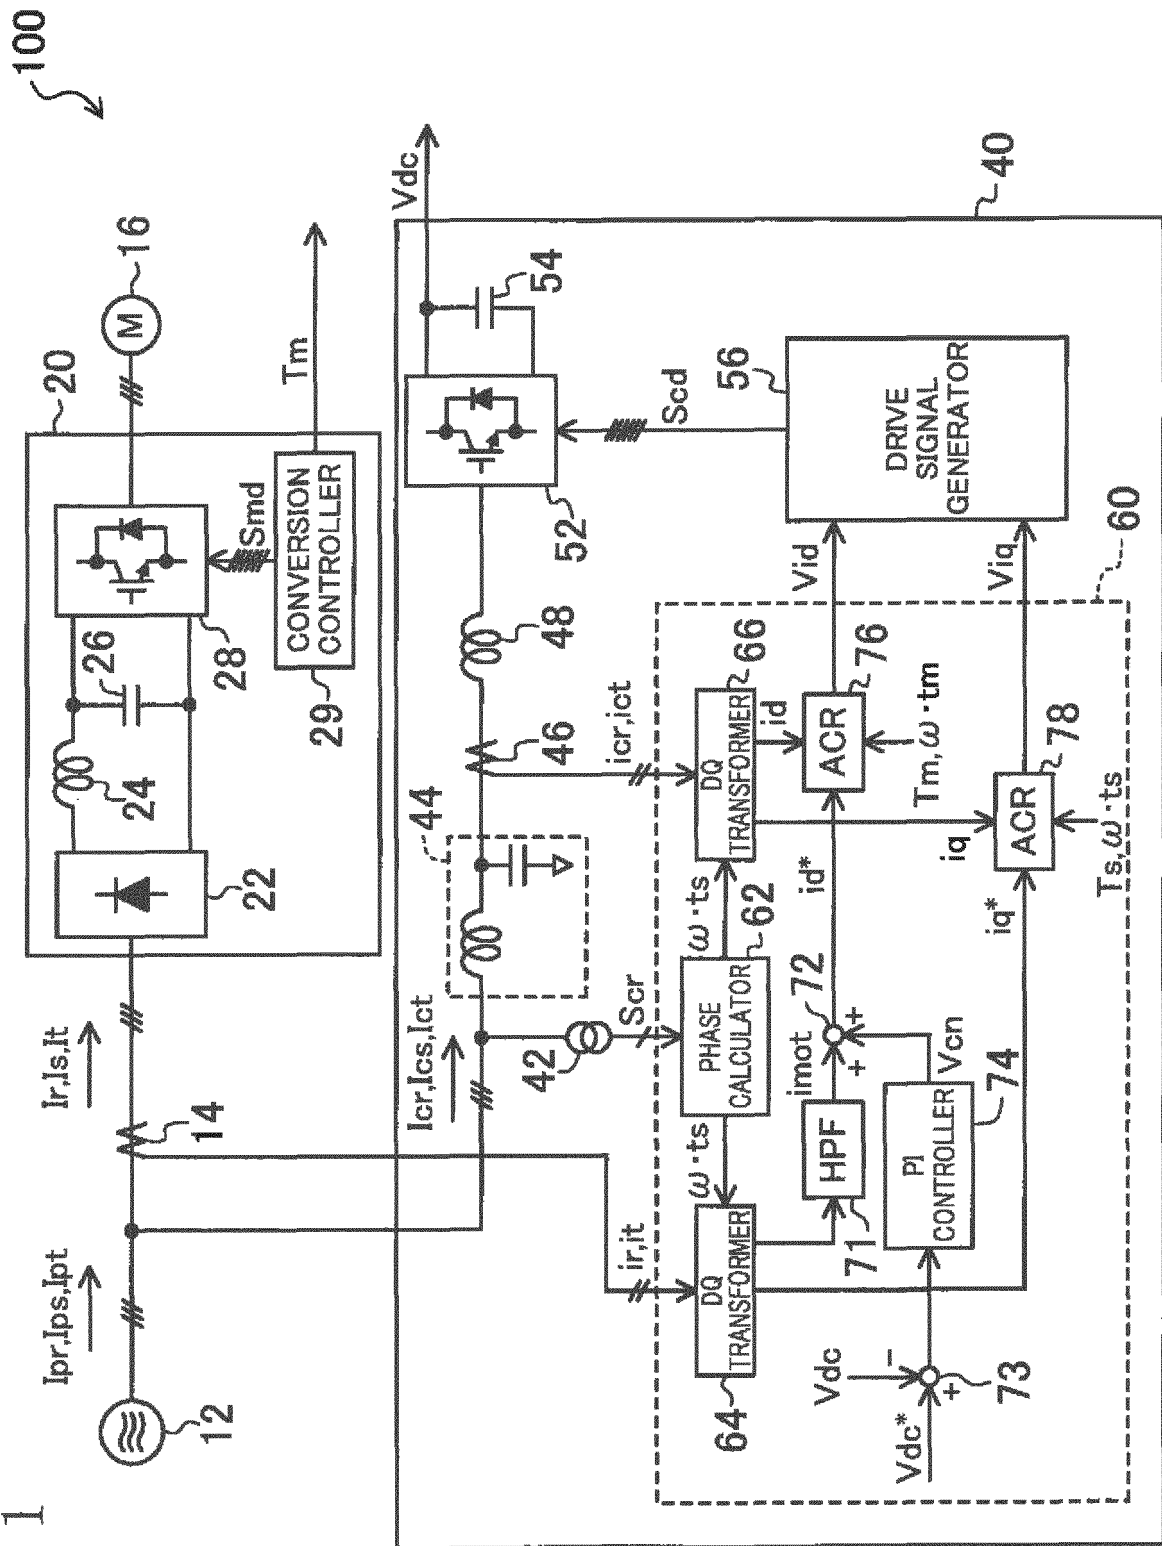 1
100
12
Ipr,Ips,Ipt
14
Ir,Is,It
20
22
24
26
28
CONVERSION
CONTROLLER
29
Smd
Tm
M
16
Icr,Ics,Ict
42
Scr
44
46
icr,ict
48
52
54
Vdc
40
Scd
DRIVE
SIGNAL
GENERATOR
56
60
ir,it
DQ
TRANSFORMER
64
ω·ts
PHASE
CALCULATOR
62
ω·ts
DQ
TRANSFORMER
66
id
iq
HPF
71
imot
72
+
+
id*
ACR
76
Tm,ω·tm
Vid
Vdc
−
Vdc*
+
73
PI
CONTROLLER
74
Vcn
iq*
ACR
78
Ts,ω·ts
Viq